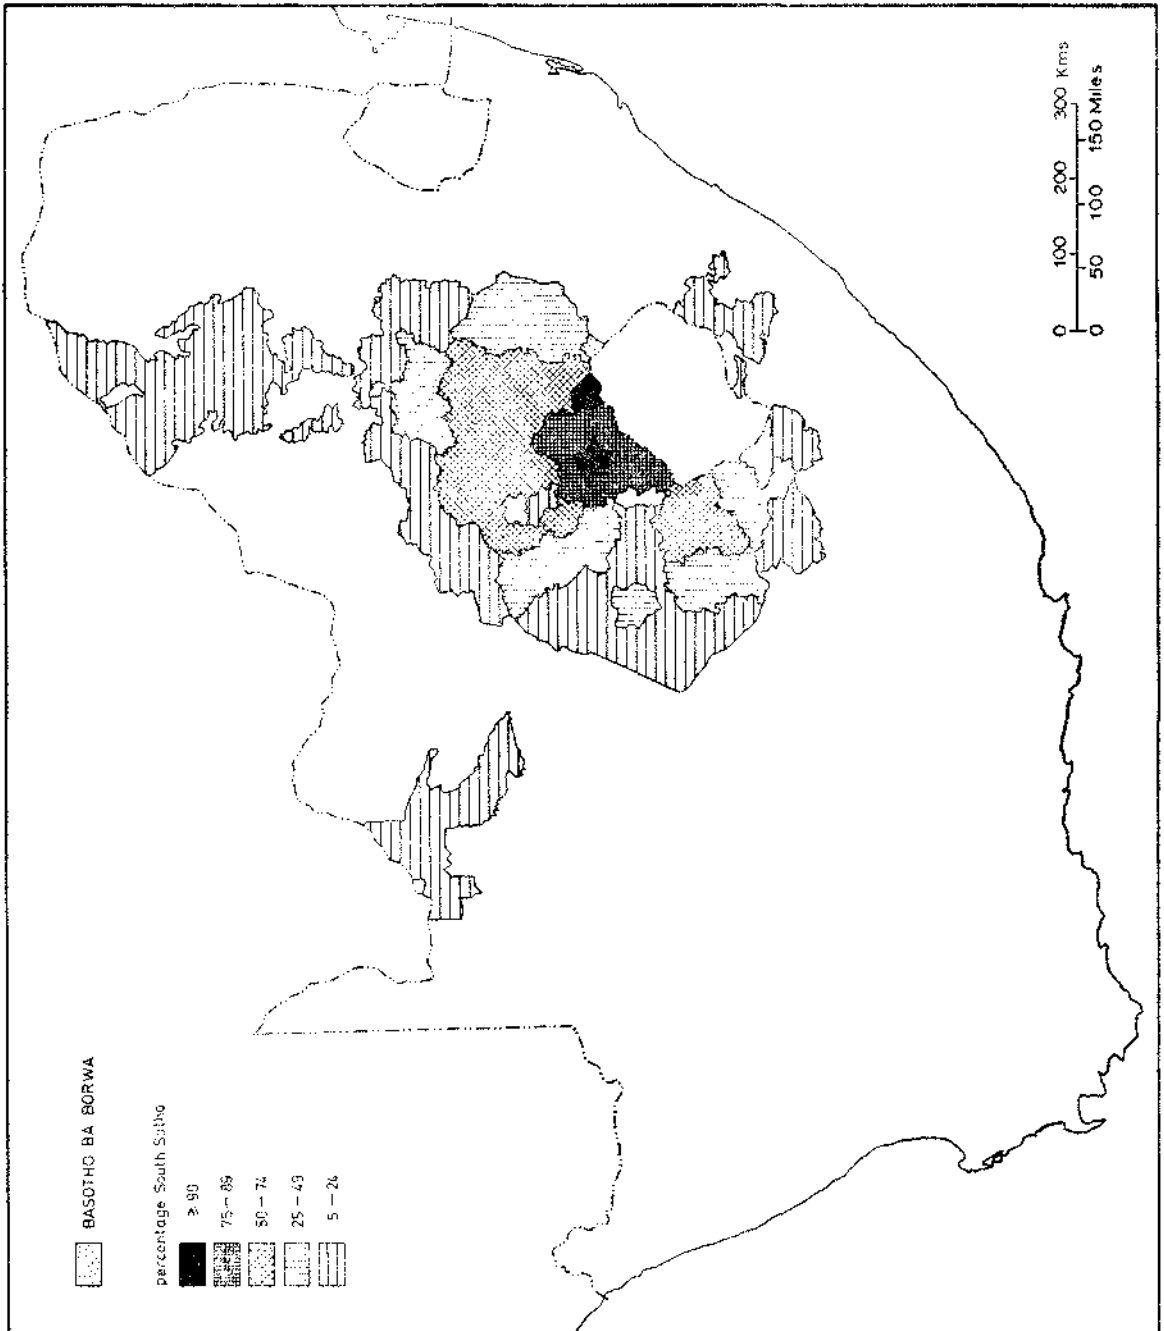 BASOTHO BA BORWA
percentage South Sotho
≥ 90
75 – 89
50 – 74
25 – 49
5 – 24
0 100 200 300 Kms
0 50 100 150 Miles